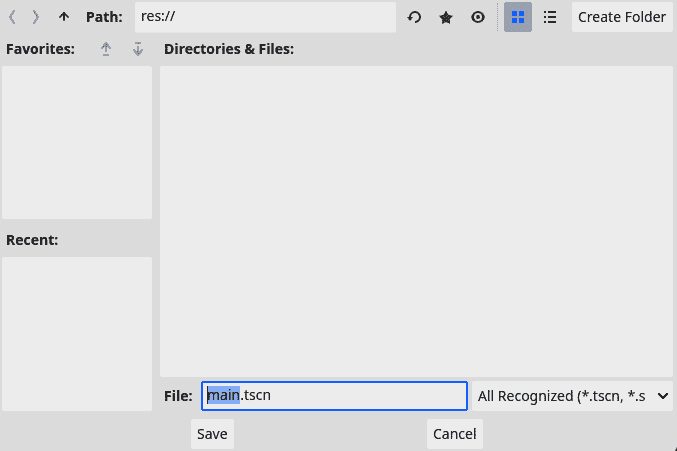 Path: res:// Create Folder
Favorites: Directories & Files:
Recent:
File: main.tscn All Recognized (*.tscn, *.s
Save Cancel